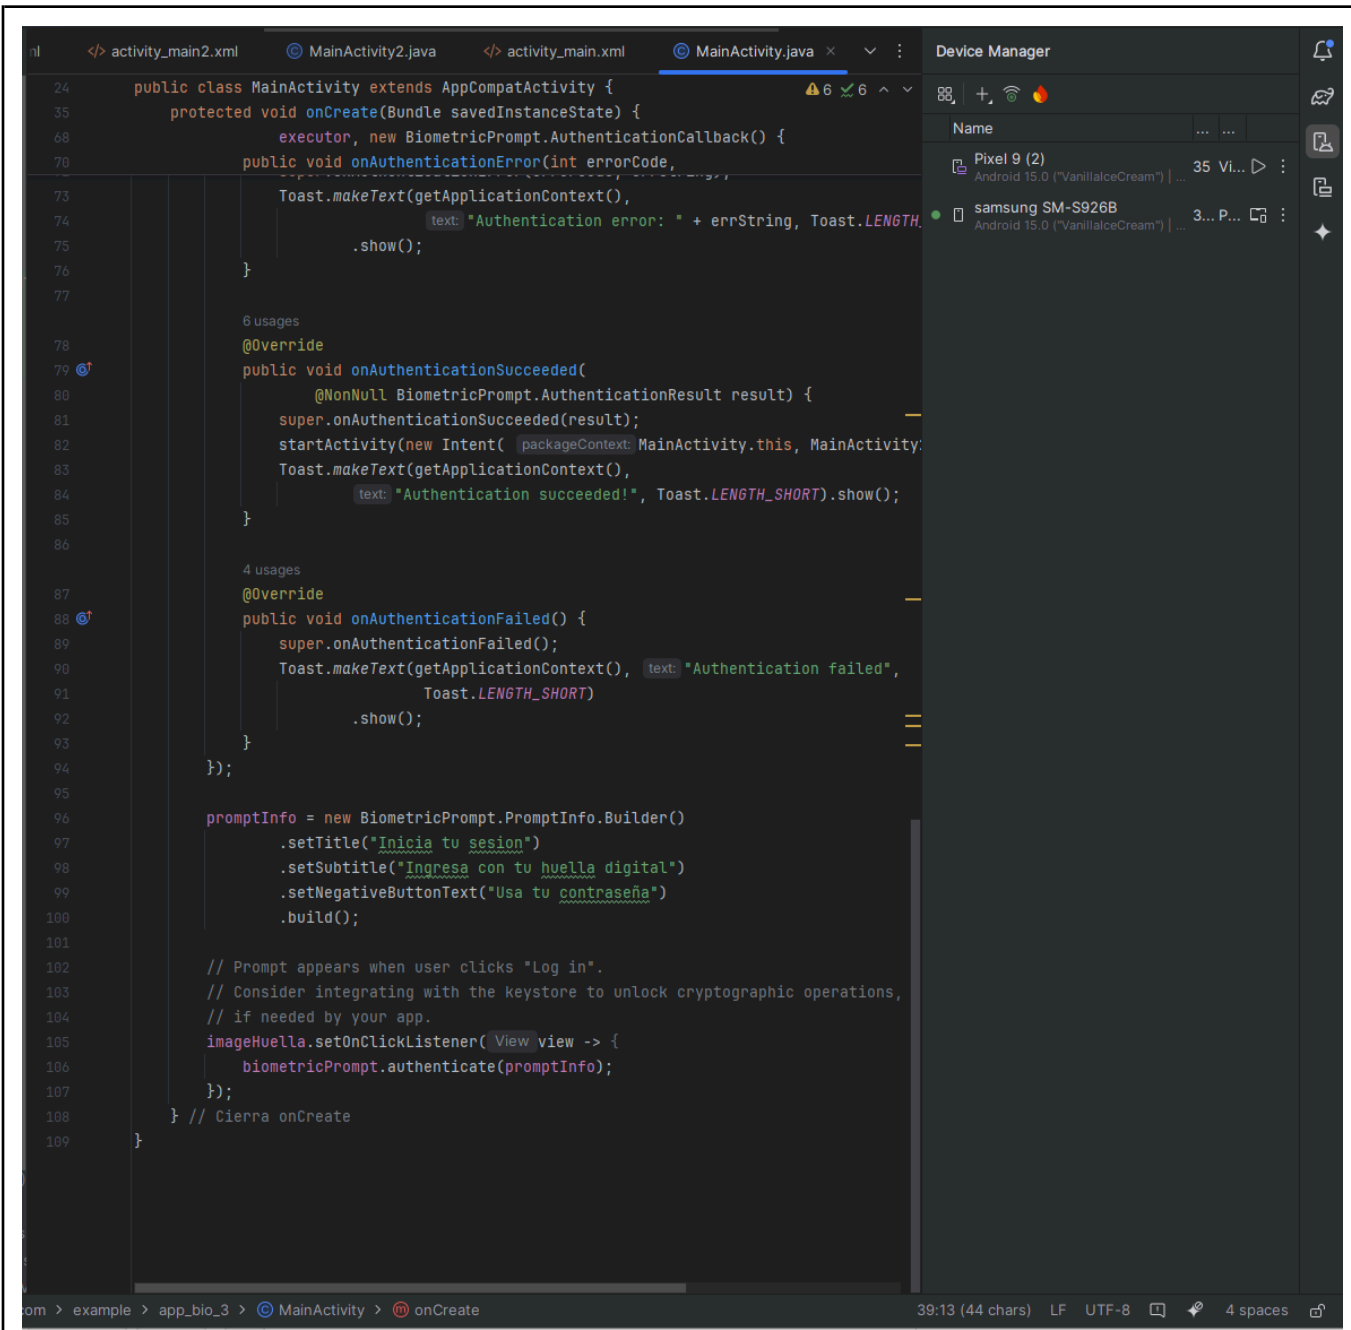 </> activity_main2.xml © MainActivity2.java </> activity_main.xml © MainActivity.java × Device Manager
24 public class MainActivity extends AppCompatActivity { 6 6
35 protected void onCreate(Bundle savedInstanceState) {
68 executor, new BiometricPrompt.AuthenticationCallback() {
70 public void onAuthenticationError(int errorCode,
73 Toast.makeText(getApplicationContext(),
74 text: "Authentication error: " + errString, Toast.LENGTH_
75 .show();
76 }
77
6 usages
78 @Override
79 public void onAuthenticationSucceeded(
80 @NonNull BiometricPrompt.AuthenticationResult result) {
81 super.onAuthenticationSucceeded(result);
82 startActivity(new Intent( packageContext: MainActivity.this, MainActivity
83 Toast.makeText(getApplicationContext(),
84 text: "Authentication succeeded!", Toast.LENGTH_SHORT).show();
85 }
86
4 usages
87 @Override
88 public void onAuthenticationFailed() {
89 super.onAuthenticationFailed();
90 Toast.makeText(getApplicationContext(), text: "Authentication failed",
91 Toast.LENGTH_SHORT)
92 .show();
93 }
94 });
95
96 promptInfo = new BiometricPrompt.PromptInfo.Builder()
97 .setTitle("Inicia tu sesion")
98 .setSubtitle("Ingresa con tu huella digital")
99 .setNegativeButtonText("Usa tu contraseña")
100 .build();
101
102 // Prompt appears when user clicks "Log in".
103 // Consider integrating with the keystore to unlock cryptographic operations,
104 // if needed by your app.
105 imageHuella.setOnClickListener( View view -> {
106 biometricPrompt.authenticate(promptInfo);
107 });
108 } // Cierra onCreate
109 }
Name ... ...
Pixel 9 (2) 35 Vi...
Android 15.0 ("VanillaIceCream") | ...
samsung SM-S926B 3... P...
Android 15.0 ("VanillaIceCream") | ...
om > example > app_bio_3 > © MainActivity > m onCreate 39:13 (44 chars) LF UTF-8 4 spaces